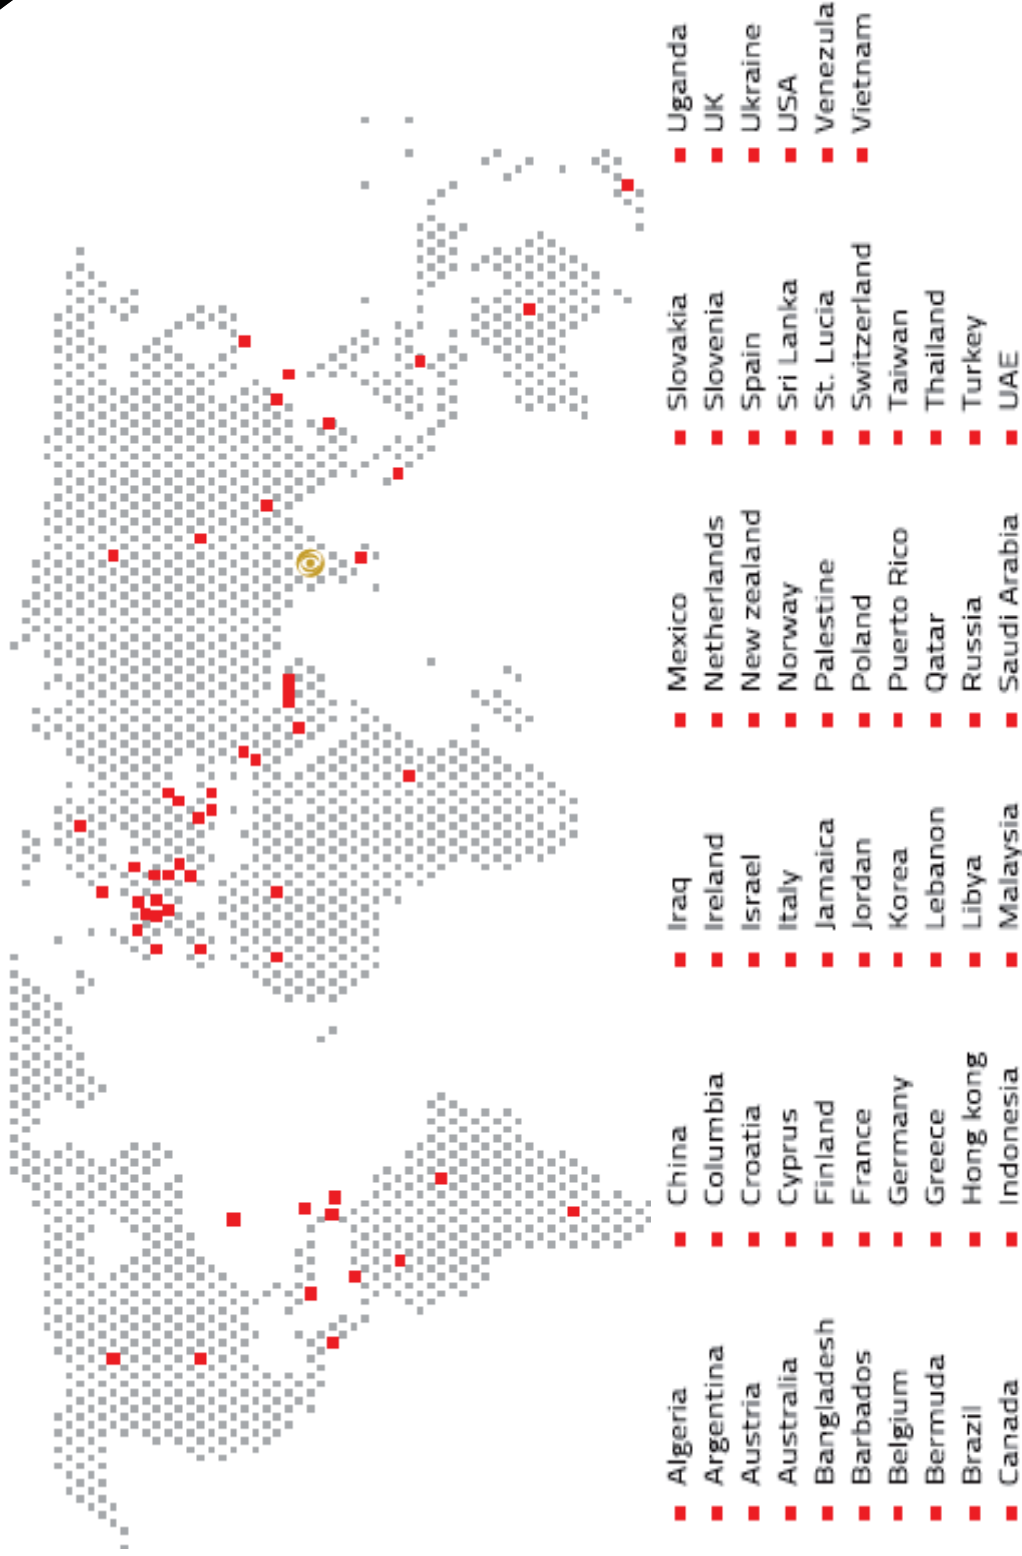 Algeria
Argentina
Austria
Australia
Bangladesh
Barbados
Belgium
Bermuda
Brazil
Canada
China
Columbia
Croatia
Cyprus
Finland
France
Germany
Greece
Hong kong
Indonesia
Iraq
Ireland
Israel
Italy
Jamaica
Jordan
Korea
Lebanon
Libya
Malaysia
Mexico
Netherlands
New zealand
Norway
Palestine
Poland
Puerto Rico
Qatar
Russia
Saudi Arabia
Slovakia
Slovenia
Spain
Sri Lanka
St. Lucia
Switzerland
Taiwan
Thailand
Turkey
UAE
Uganda
UK
Ukraine
USA
Venezula
Vietnam